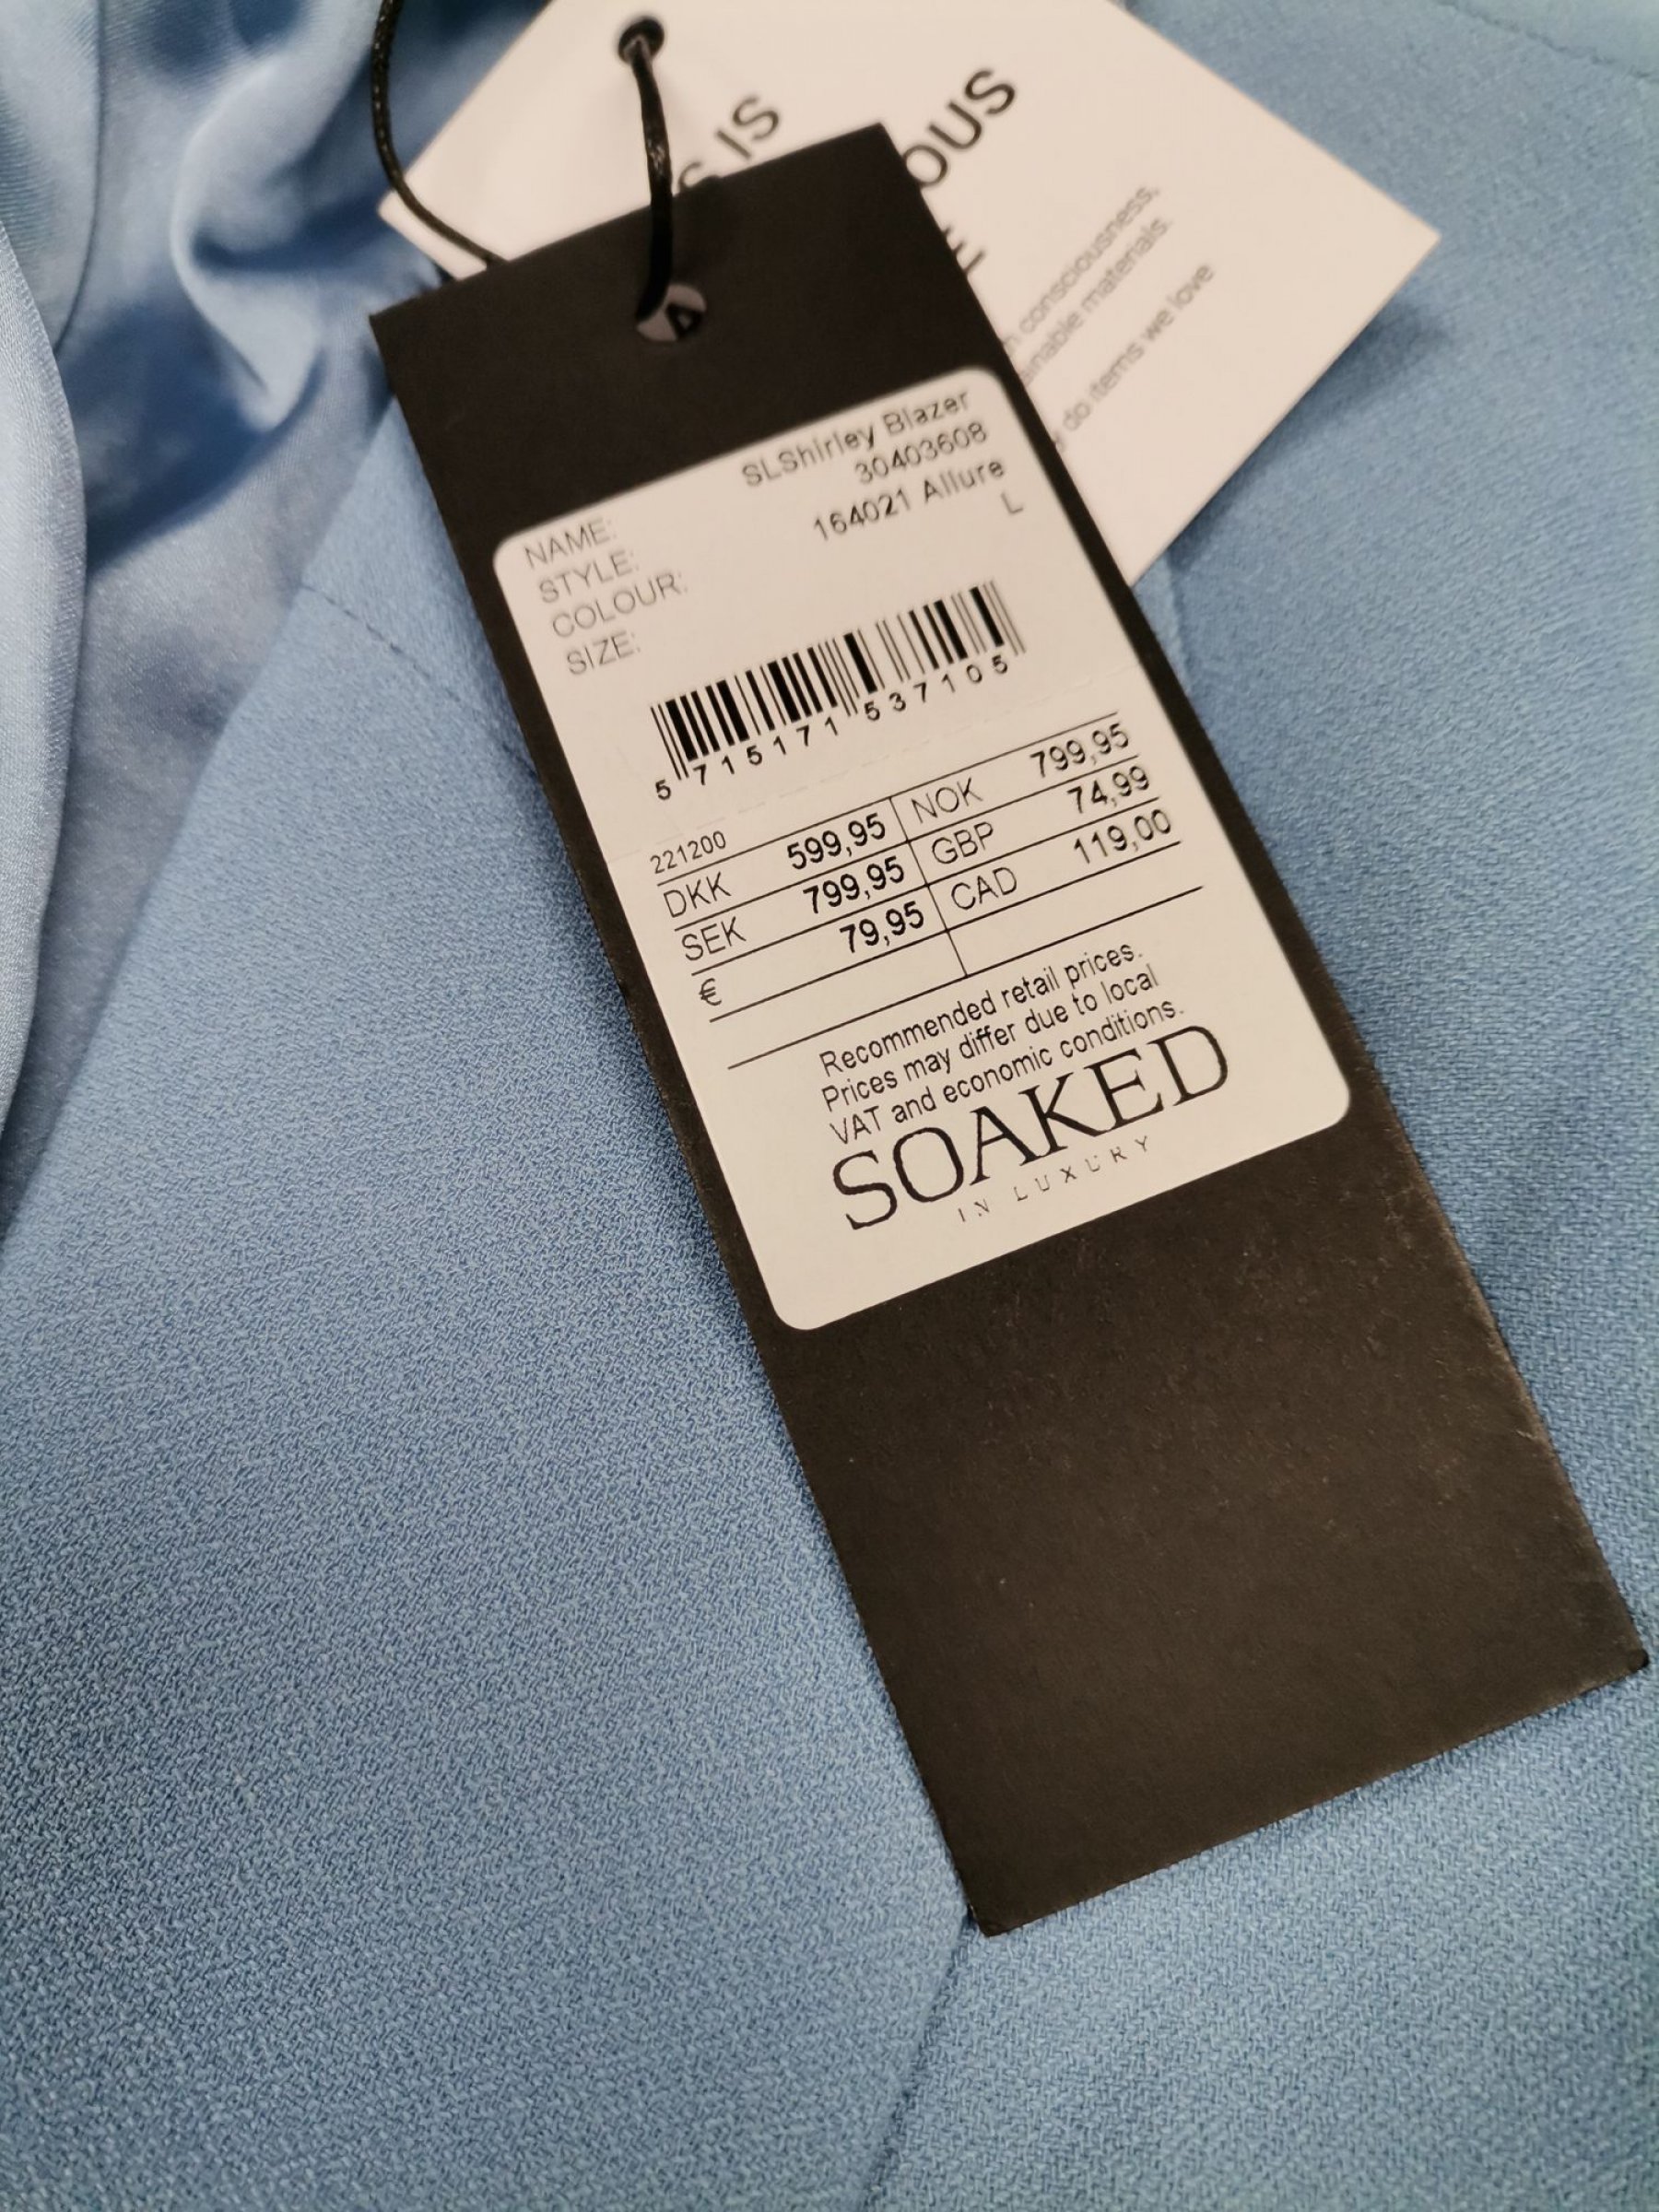 IS
OUS
consciousness,
materials.
do items we love
NAME: SLShirley Blazer
STYLE: 30403608
COLOUR: 164021 Allure
SIZE: L
5 715171 537105
221200
DKK 599,95 NOK 799,95
SEK 799,95 GBP 74,99
€ 79,95 CAD 119,00
Recommended retail prices.
Prices may differ due to local
VAT and economic conditions.
SOAKED
IN LUXURY